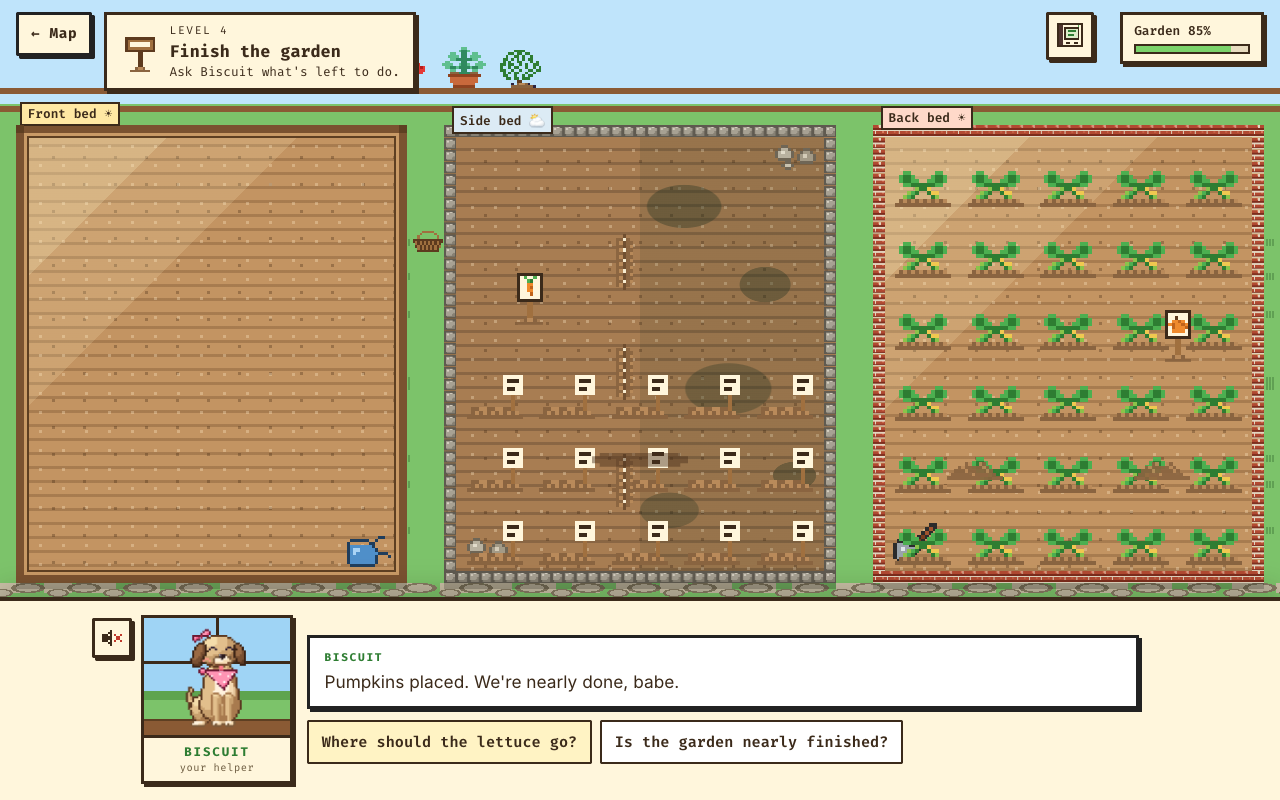 ← Map
LEVEL 4
Finish the garden
Ask Biscuit what's left to do.
Garden 85%
Front bed ☀
Side bed ⛅
Back bed ☀
BISCUIT
your helper
BISCUIT
Pumpkins placed. We're nearly done, babe.
Where should the lettuce go?
Is the garden nearly finished?